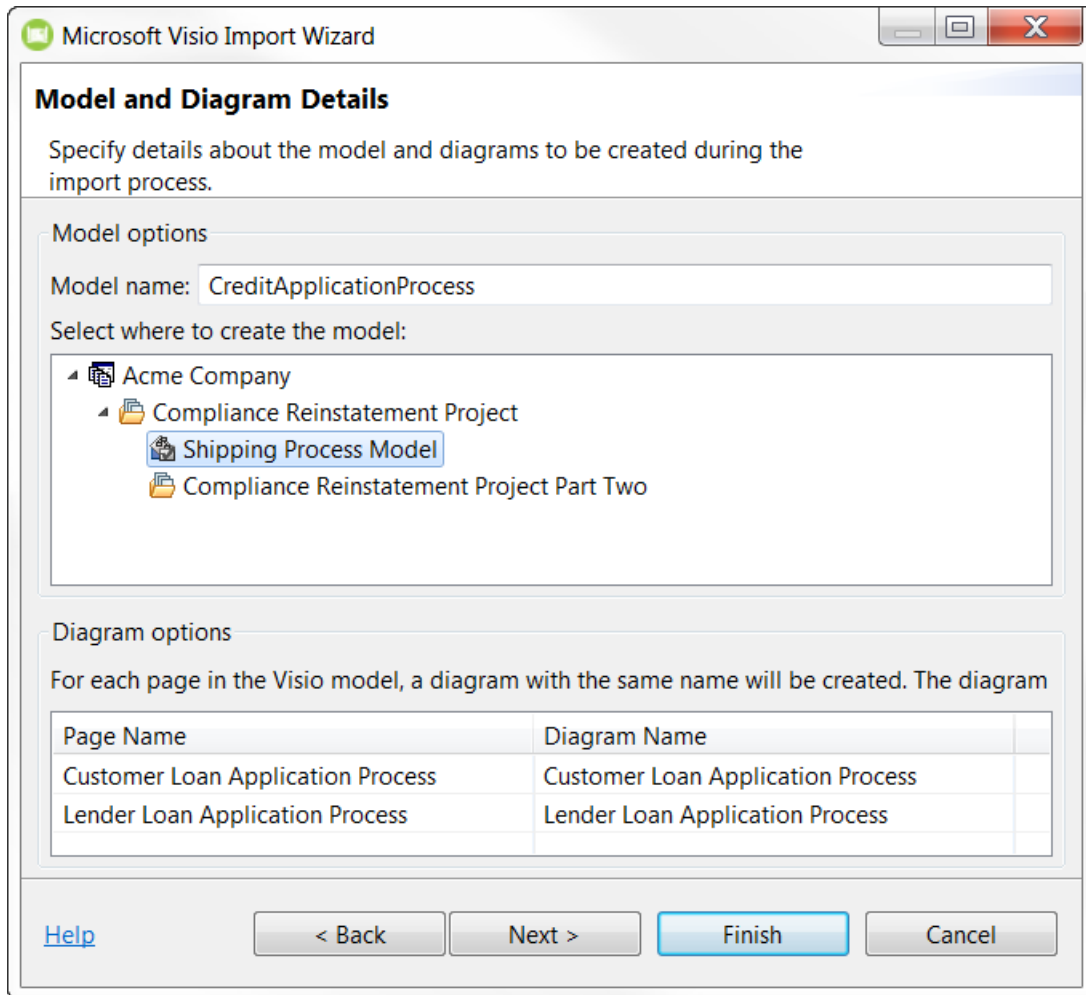 Microsoft Visio Import Wizard
Model and Diagram Details
Specify details about the model and diagrams to be created during the
import process.
Model options
Model name: CreditApplicationProcess
Select where to create the model:
Acme Company
Compliance Reinstatement Project
Shipping Process Model
Compliance Reinstatement Project Part Two
Diagram options
For each page in the Visio model, a diagram with the same name will be created. The diagram
Page Name Diagram Name
Customer Loan Application Process Customer Loan Application Process
Lender Loan Application Process Lender Loan Application Process
Help < Back Next > Finish Cancel